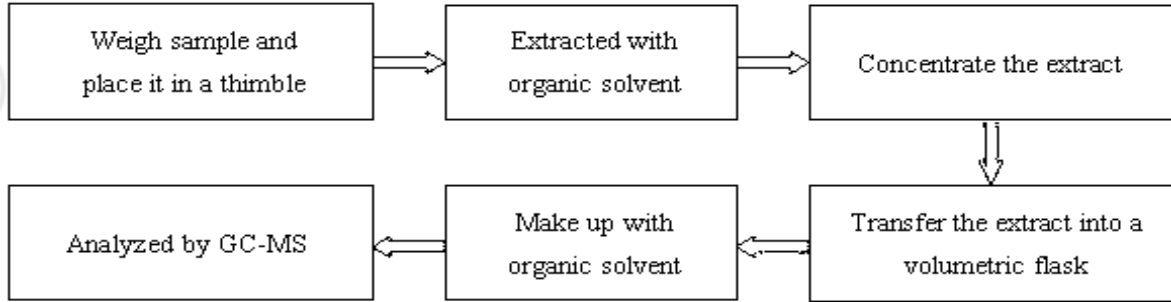 Weigh sample and
place it in a thimble
Extracted with
organic solvent
Concentrate the extract
Transfer the extract into a
volumetric flask
Make up with
organic solvent
Analyzed by GC-MS